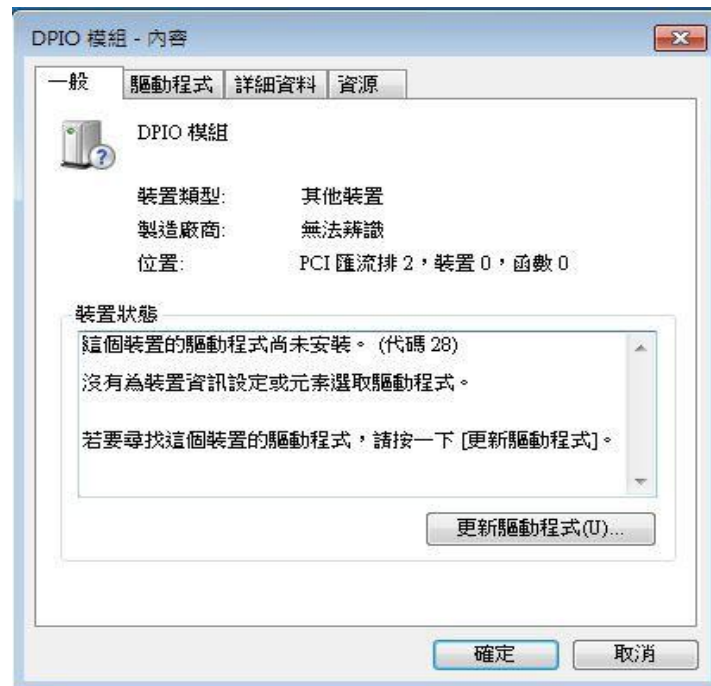 DPIO 模組 - 內容
一般 驅動程式 詳細資料 資源
DPIO 模組
裝置類型: 其他裝置
製造廠商: 無法辨識
位置: PCI 匯流排 2，裝置 0，函數 0
裝置狀態
這個裝置的驅動程式尚未安裝。 (代碼 28)
沒有為裝置資訊設定或元素選取驅動程式。
若要尋找這個裝置的驅動程式，請按一下 [更新驅動程式]。
更新驅動程式(U)...
確定 取消